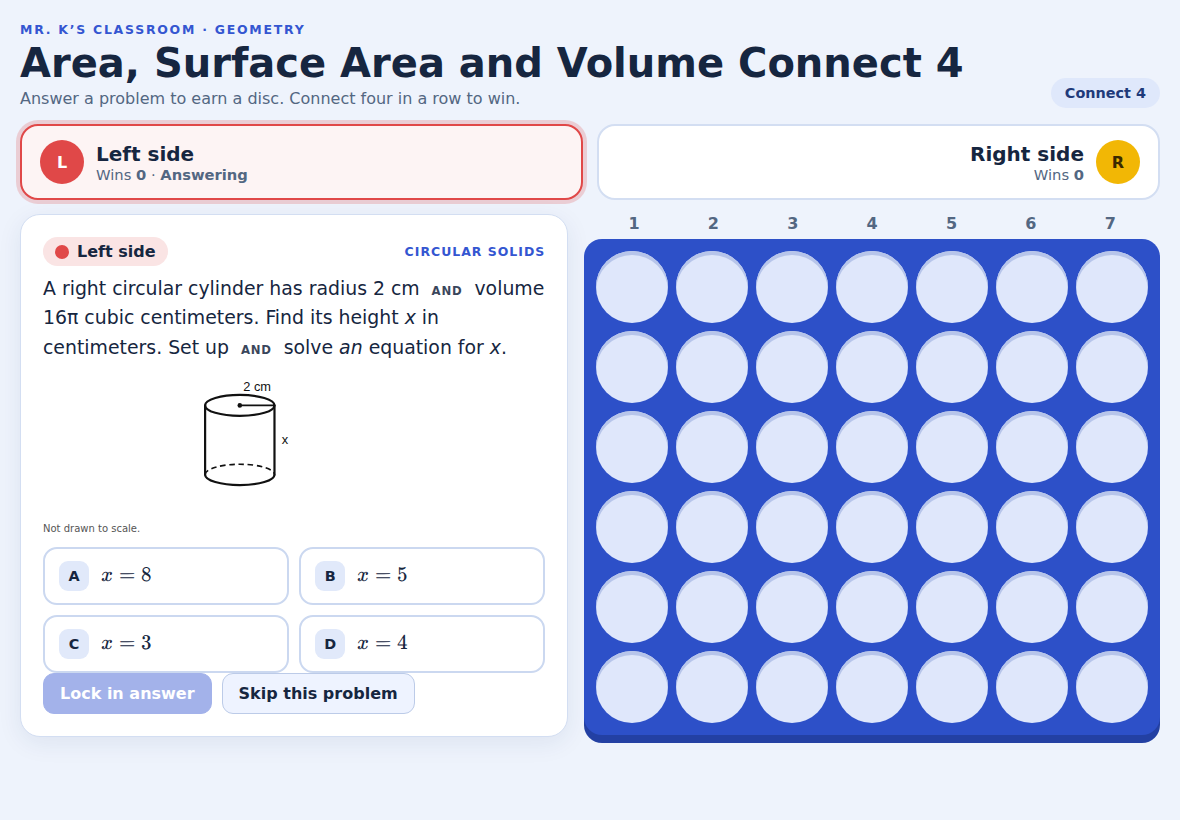 MR. K’S CLASSROOM · GEOMETRY
Area, Surface Area and Volume Connect 4
Answer a problem to earn a disc. Connect four in a row to win.
Connect 4
L
Left side
Wins 0 · Answering
Right side
Wins 0
R
Left side
CIRCULAR SOLIDS
A right circular cylinder has radius 2 cm AND volume
16π cubic centimeters. Find its height x in
centimeters. Set up AND solve an equation for x.
2 cm
x
Not drawn to scale.
A x = 8
B x = 5
C x = 3
D x = 4
Lock in answer
Skip this problem
1 2 3 4 5 6 7